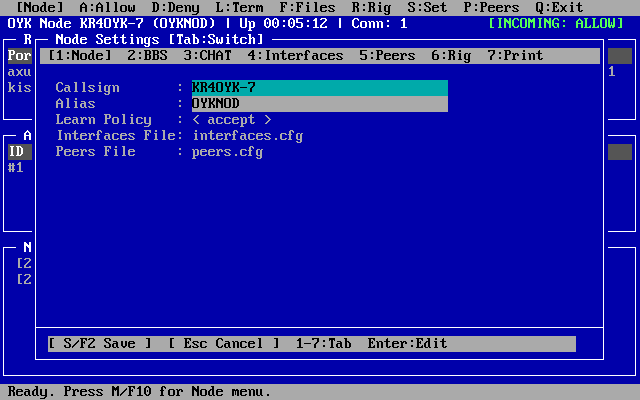 [Node] A:Allow D:Deny L:Term F:Files R:Rig S:Set P:Peers Q:Exit
OYK Node KR4OYK-7 (OYKNOD) | Up 00:05:12 | Conn: 1 [INCOMING: ALLOW]
R Node Settings [Tab:Switch]
Por [1:Node] 2:BBS 3:CHAT 4:Interfaces 5:Peers 6:Rig 7:Print
axu 1
kis Callsign : KR4OYK-7
Alias : OYKNOD
Learn Policy : < accept >
A Interfaces File: interfaces.cfg
ID Peers File : peers.cfg
#1
N
[2
[2
[ S/F2 Save ] [ Esc Cancel ] 1-7:Tab Enter:Edit
Ready. Press M/F10 for Node menu.